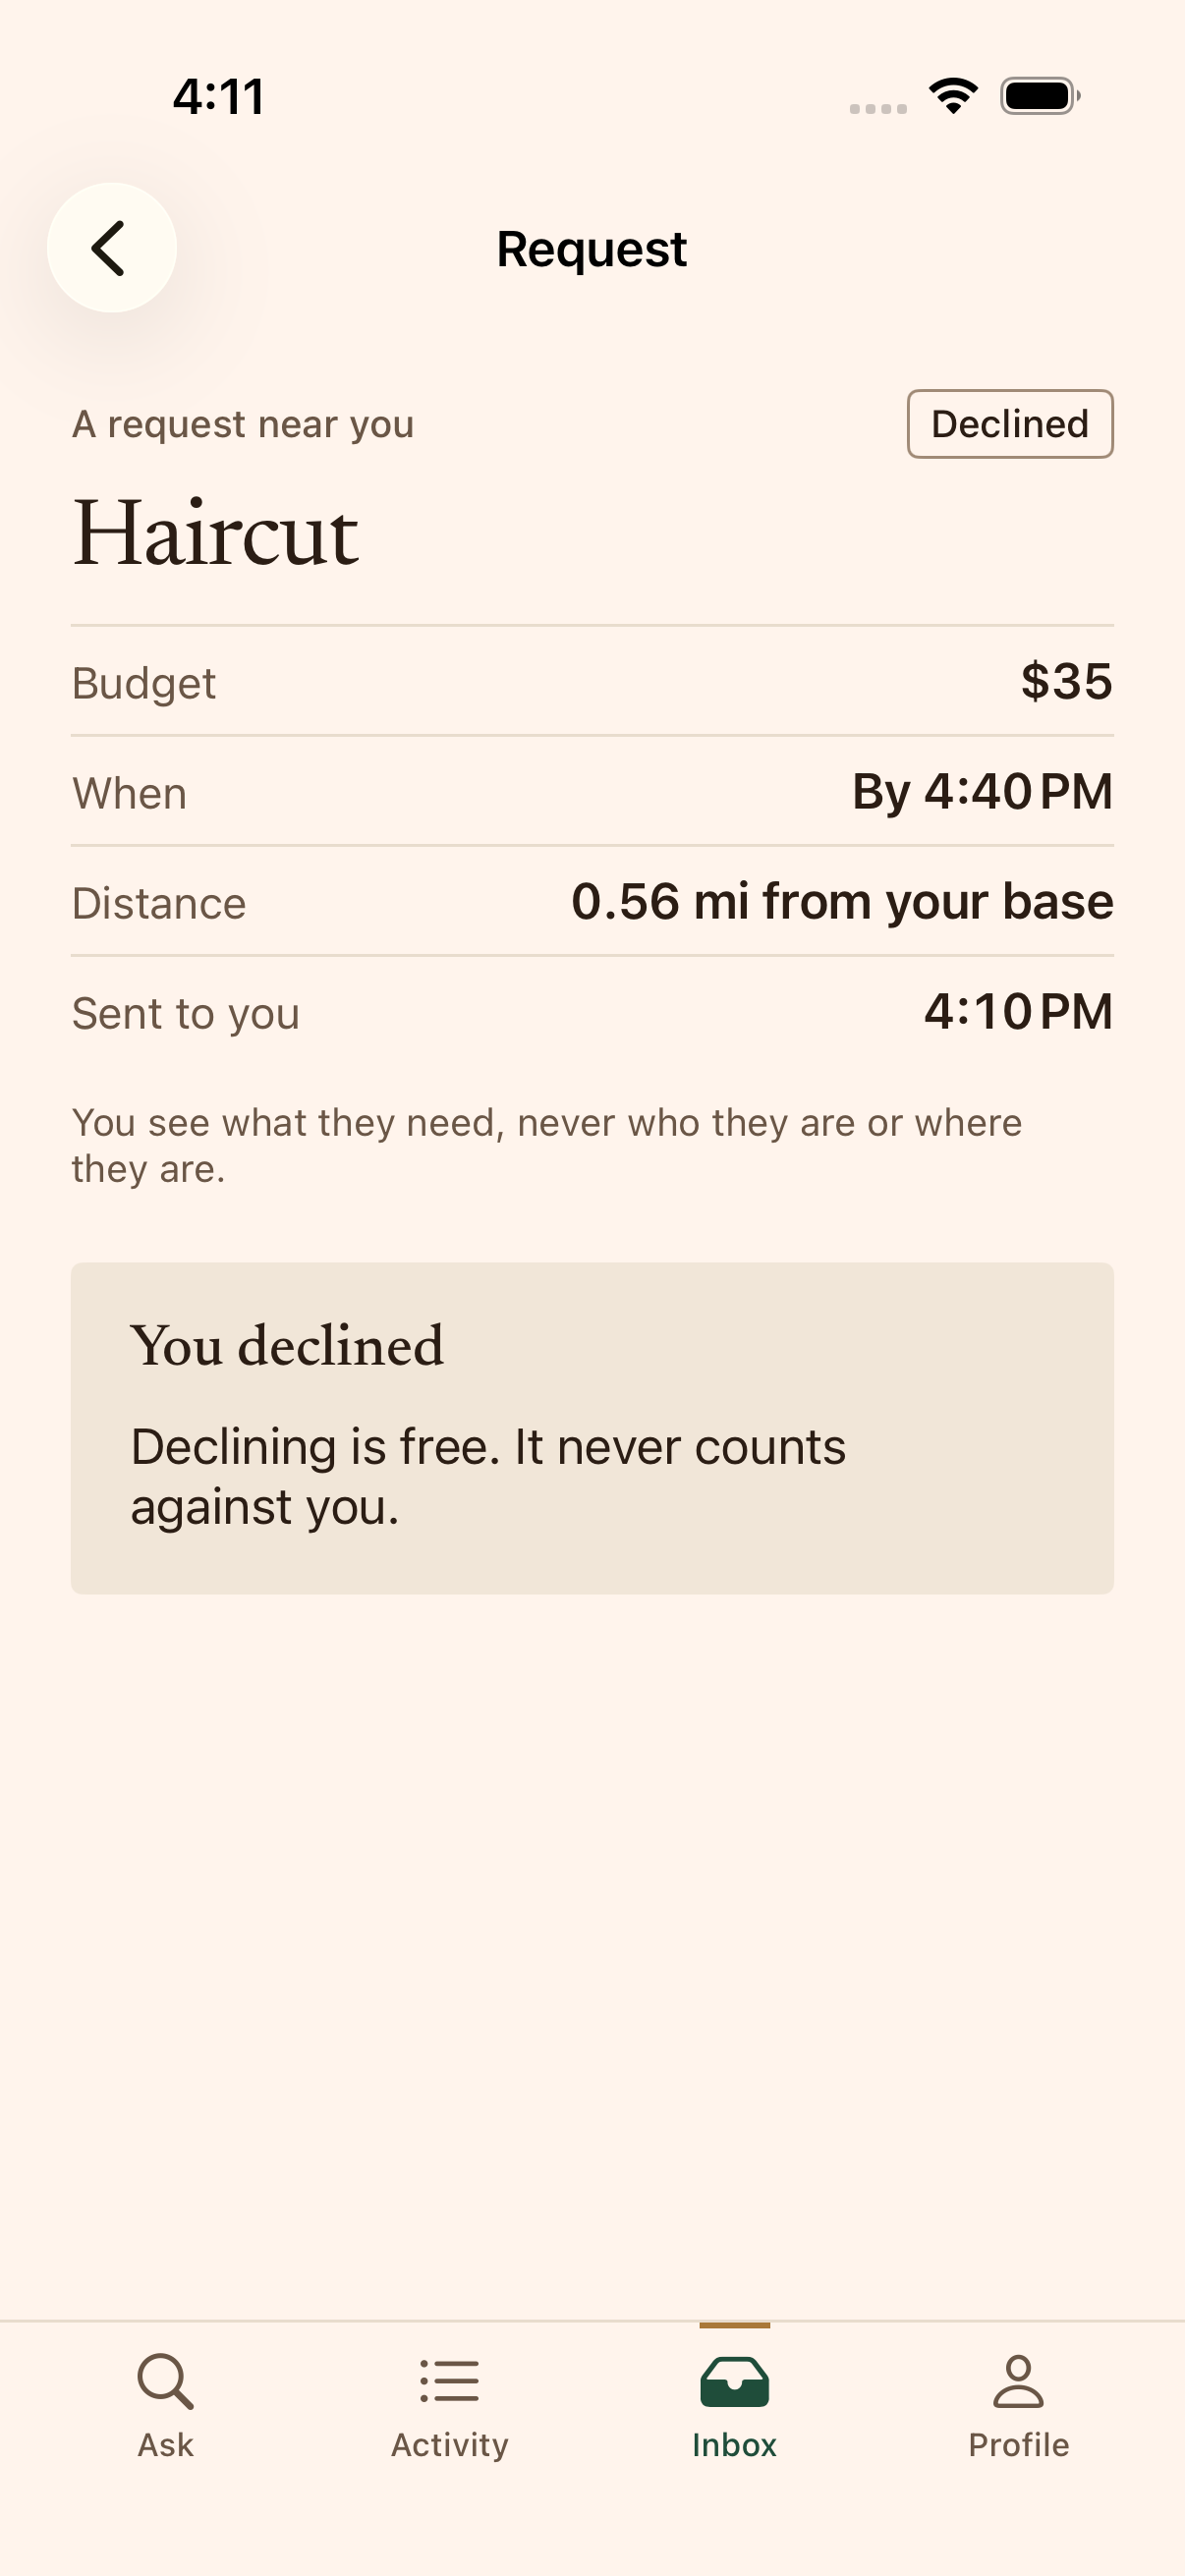 4:11
Request
A request near you
Declined
Haircut
Budget
$35
When
By 4:40 PM
Distance
0.56 mi from your base
Sent to you
4:10 PM
You see what they need, never who they are or where
they are.
You declined
Declining is free. It never counts
against you.
Ask
Activity
Inbox
Profile